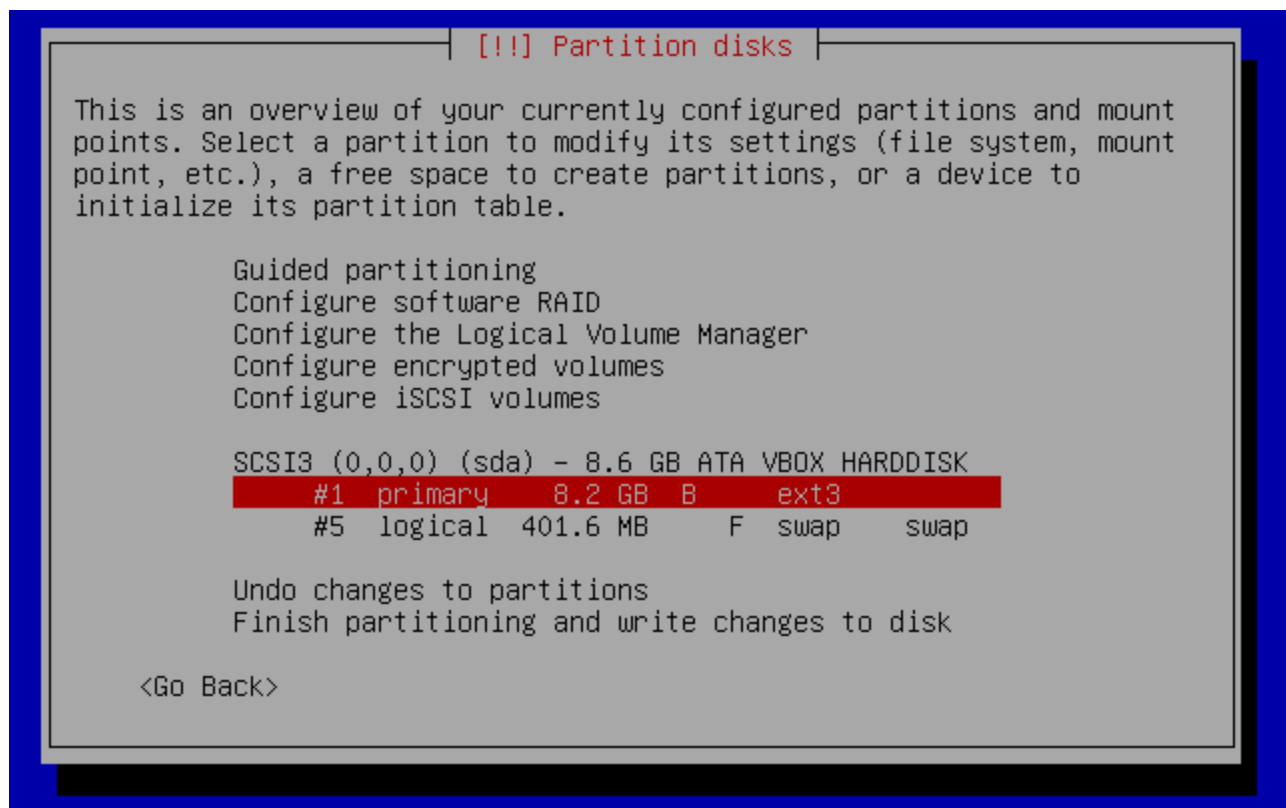 [!!] Partition disks
This is an overview of your currently configured partitions and mount
points. Select a partition to modify its settings (file system, mount
point, etc.), a free space to create partitions, or a device to
initialize its partition table.
Guided partitioning
Configure software RAID
Configure the Logical Volume Manager
Configure encrypted volumes
Configure iSCSI volumes
SCSI3 (0,0,0) (sda) – 8.6 GB ATA VBOX HARDDISK
#1 primary 8.2 GB B ext3
#5 logical 401.6 MB F swap swap
Undo changes to partitions
Finish partitioning and write changes to disk
<Go Back>